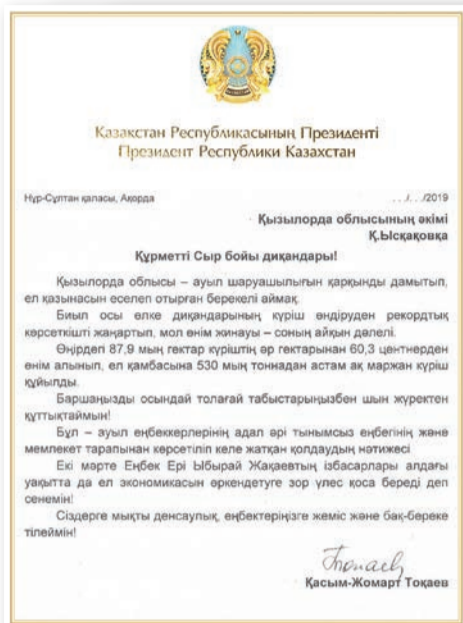 Қазақстан Республикасының Президенті
Президент Республики Казахстан
Нұр-Сұлтан қаласы, Ақорда
. . ./. . ./2019
Қызылорда облысының әкімі
Қ.Ысқақовқа
Құрметті Сыр бойы диқандары!
Қызылорда облысы – ауыл шаруашылығын қарқынды дамытып,
ел қазынасын еселеп отырған берекелі аймақ.
Биыл осы өлке диқандарының күріш өндіруден рекордтық
көрсеткішті жаңартып, мол өнім жинауы – соның айқын дәлелі.
Өңірдегі 87,9 мың гектар күріштің әр гектарынан 60,3 центнерден
өнім алынып, ел қамбасына 530 мың тоннадан астам ақ маржан күріш
құйылды.
Баршаңызды осындай толағай табыстарыңызбен шын жүректен
құттықтаймын!
Бұл – ауыл еңбеккерлерінің адал әрі тынымсыз еңбегінің және
мемлекет тарапынан көрсетіліп келе жатқан қолдаудың нәтижесі
Екі мәрте Еңбек Ері Ыбырай Жақаевтың ізбасарлары алдағы
уақытта да ел экономикасын өркендетуге зор үлес қоса береді деп
сенемін!
Сіздерге мықты денсаулық, еңбектеріңізге жеміс және бақ-береке
тілеймін!
Қасым-Жомарт Тоқаев